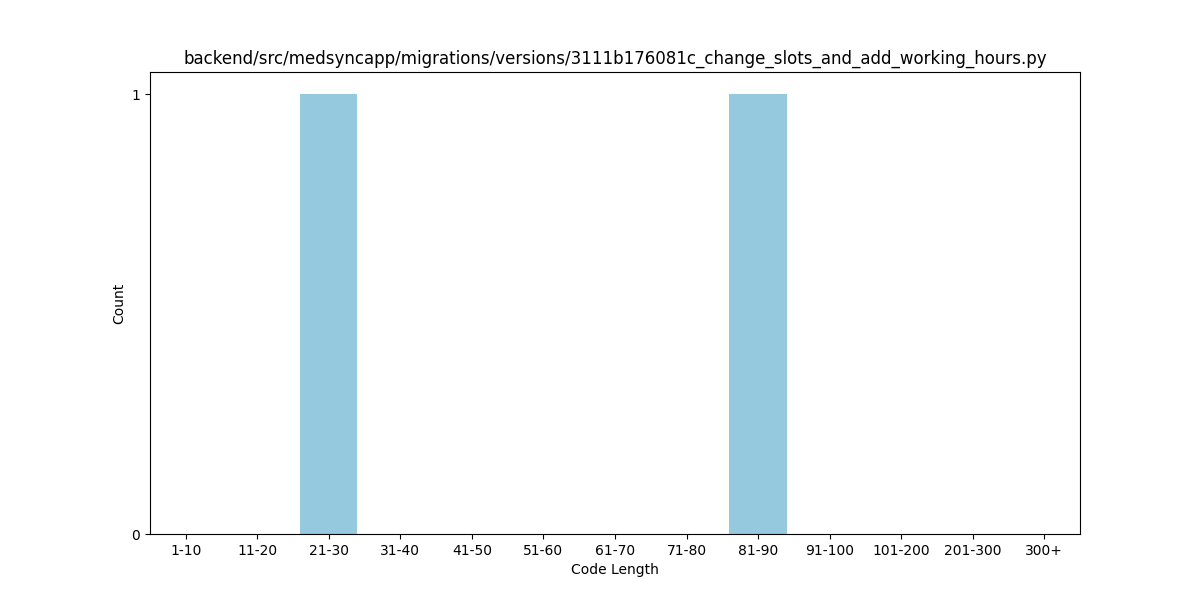 backend/src/medsyncapp/migrations/versions/3111b176081c_change_slots_and_add_working_hours.py
1
Count
0
1-10 11-20 21-30 31-40 41-50 51-60 61-70 71-80 81-90 91-100 101-200 201-300 300+
Code Length